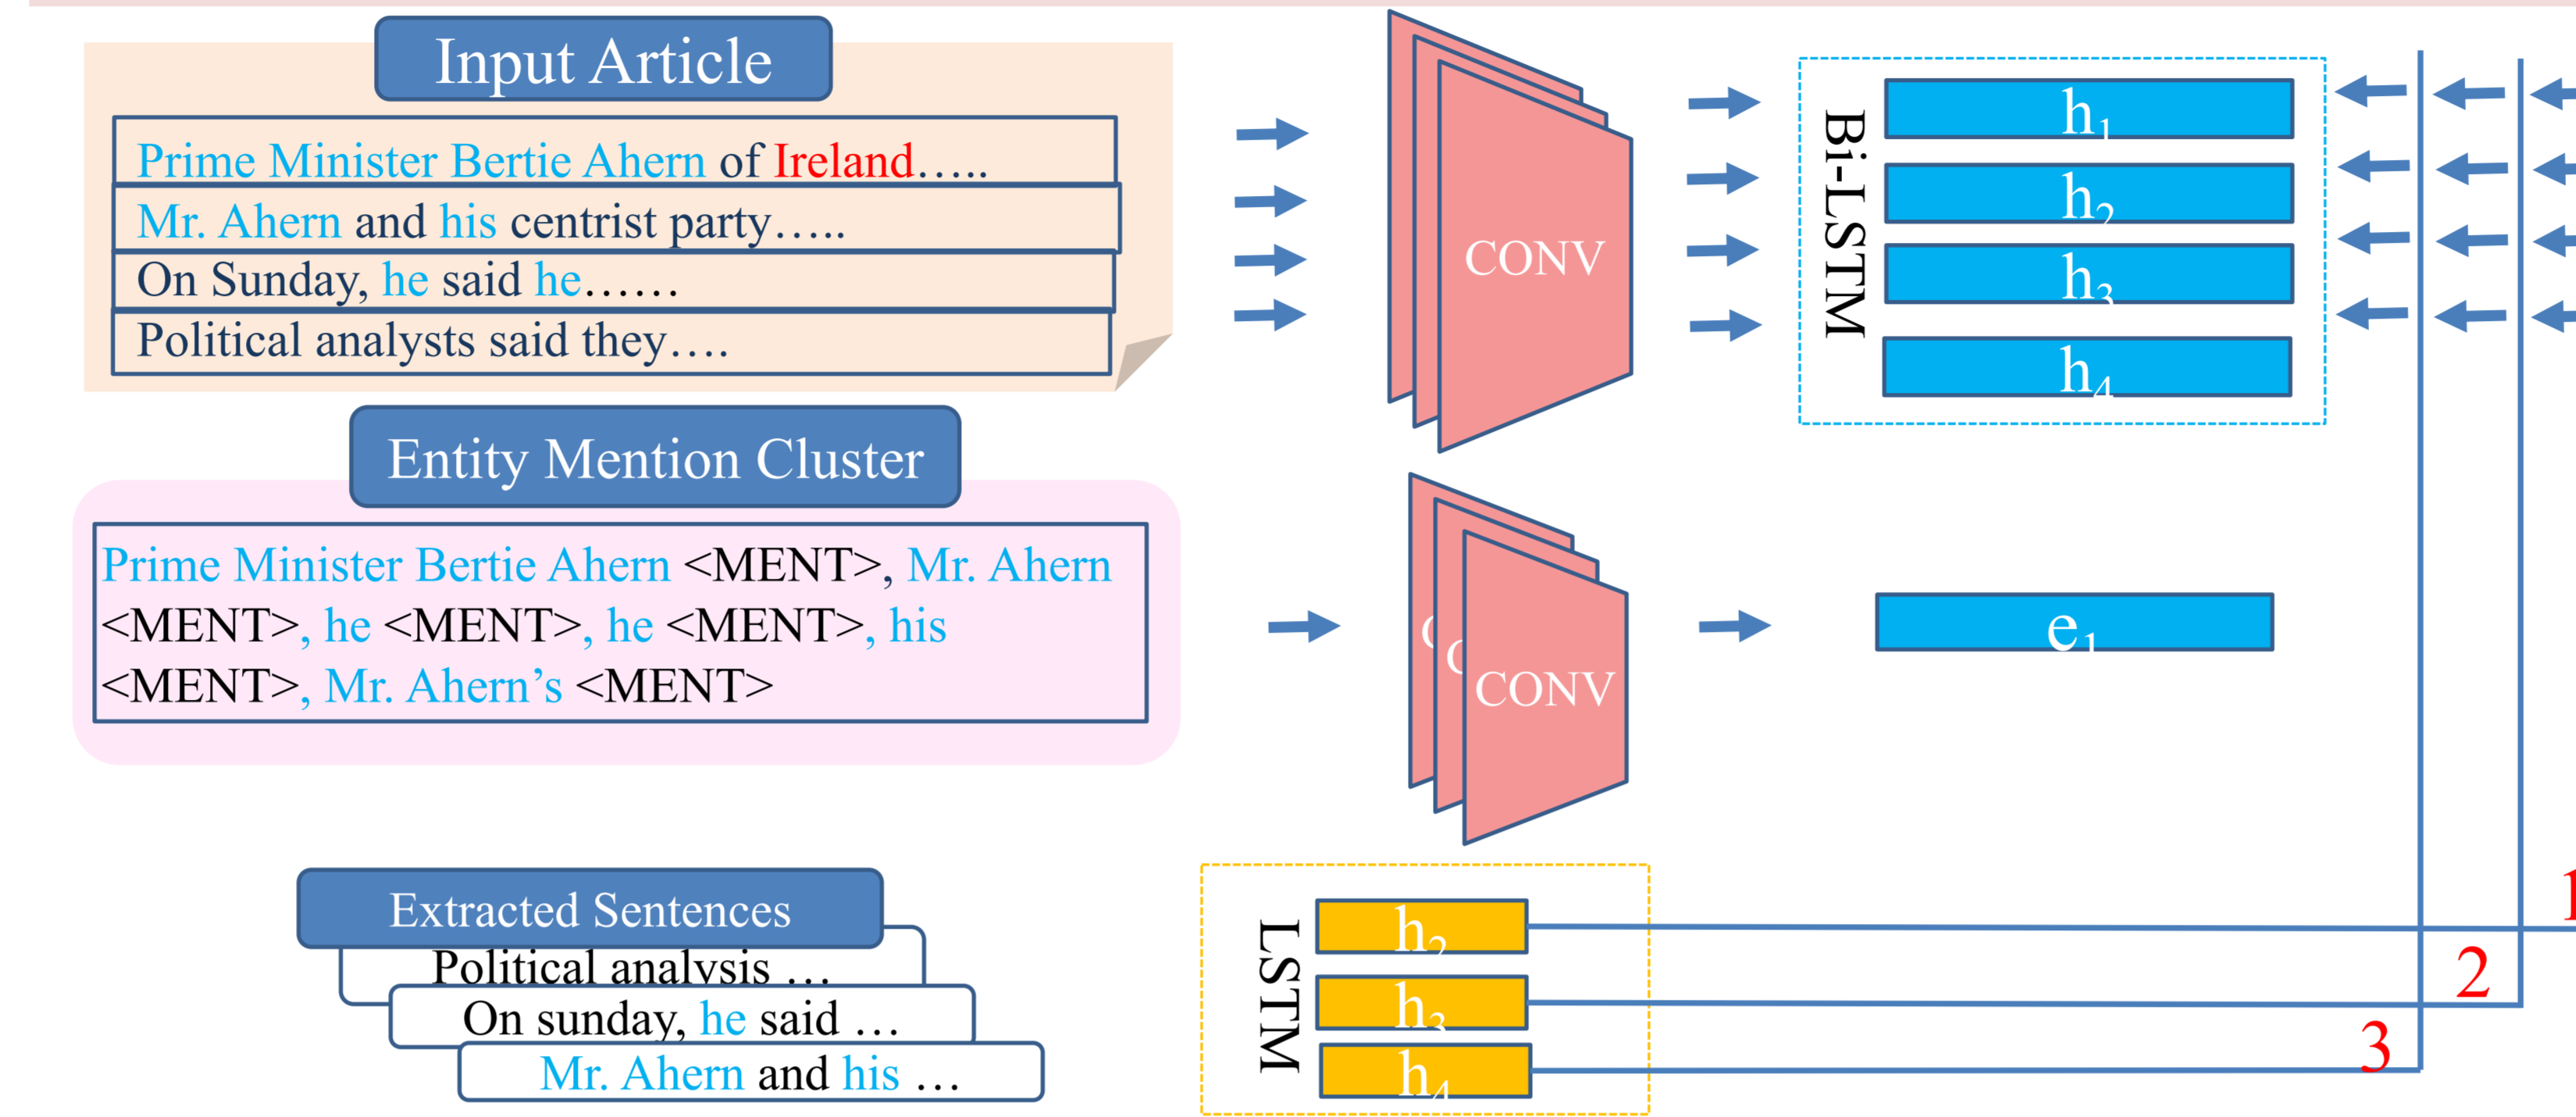 Input Article
Prime Minister Bertie Ahern of Ireland…..
Mr. Ahern and his centrist party…..
On Sunday, he said he……
Political analysts said they….
CONV
Bi-LSTM
h1
h2
h3
h4
Entity Mention Cluster
Prime Minister Bertie Ahern <MENT>, Mr. Ahern
<MENT>, he <MENT>, he <MENT>, his
<MENT>, Mr. Ahern’s <MENT>
CONV
e1
Extracted Sentences
Political analysis …
On sunday, he said …
Mr. Ahern and his …
LSTM
h2
h3
h4
1
2
3